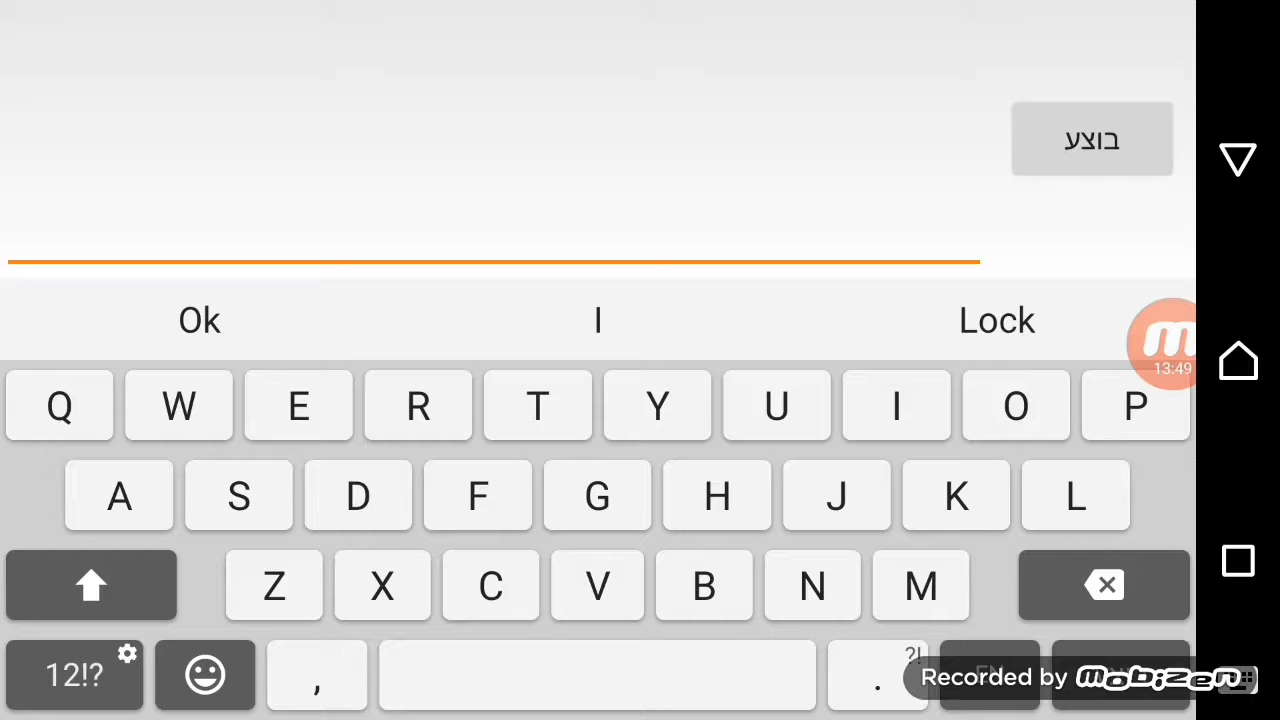 בוצע
Ok I Lock
13:49
Q W E R T Y U I O P
A S D F G H J K L
Z X C V B N M
12!? , . ?!
Recorded by mobizen